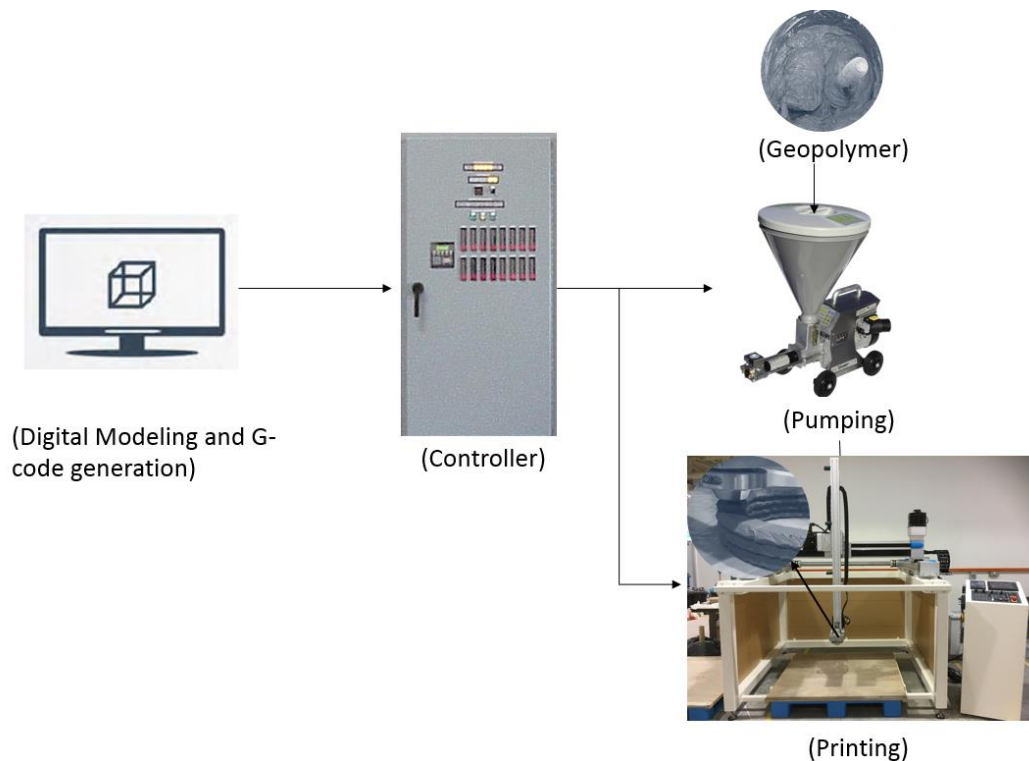 (Geopolymer)
(Digital Modeling and G-
code generation)
(Controller)
(Pumping)
(Printing)